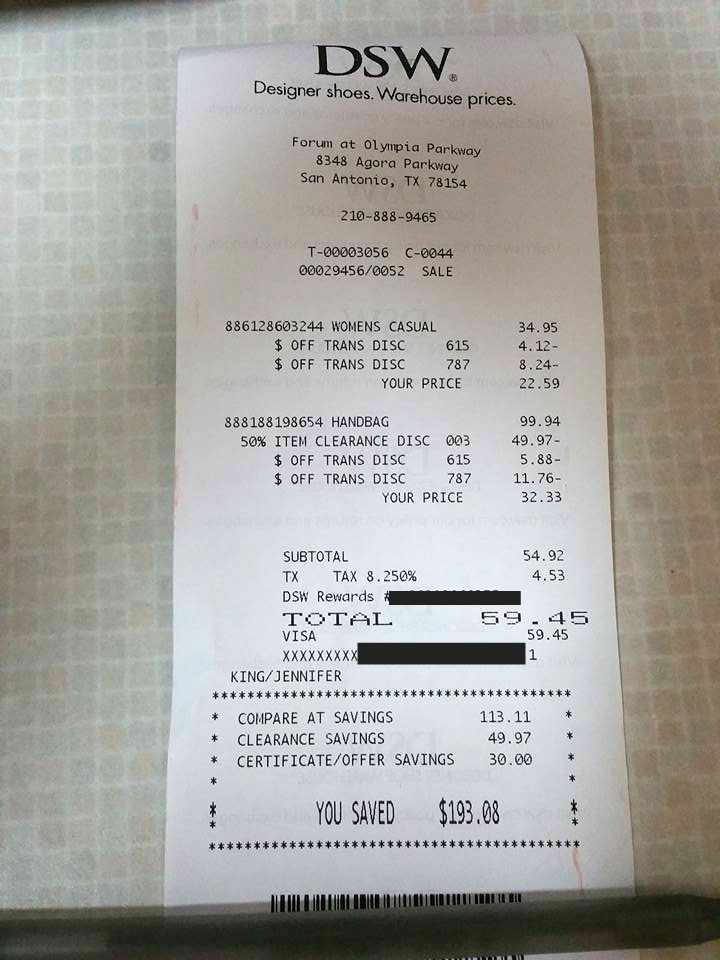 DSW®
Designer shoes. Warehouse prices.
Forum at Olympia Parkway
8348 Agora Parkway
San Antonio, TX 78154
210-888-9465
T-00003056 C-0044
00029456/0052 SALE
886128603244 WOMENS CASUAL 34.95
$ OFF TRANS DISC 615 4.12-
$ OFF TRANS DISC 787 8.24-
YOUR PRICE 22.59
888188198654 HANDBAG 99.94
50% ITEM CLEARANCE DISC 003 49.97-
$ OFF TRANS DISC 615 5.88-
$ OFF TRANS DISC 787 11.76-
YOUR PRICE 32.33
SUBTOTAL 54.92
TX TAX 8.250% 4.53
DSW Rewards #
TOTAL 59.45
VISA 59.45
XXXXXXXXX 1
KING/JENNIFER
****************************************
* COMPARE AT SAVINGS 113.11 *
* CLEARANCE SAVINGS 49.97 *
* CERTIFICATE/OFFER SAVINGS 30.00 *
* *
* YOU SAVED $193.08 *
****************************************